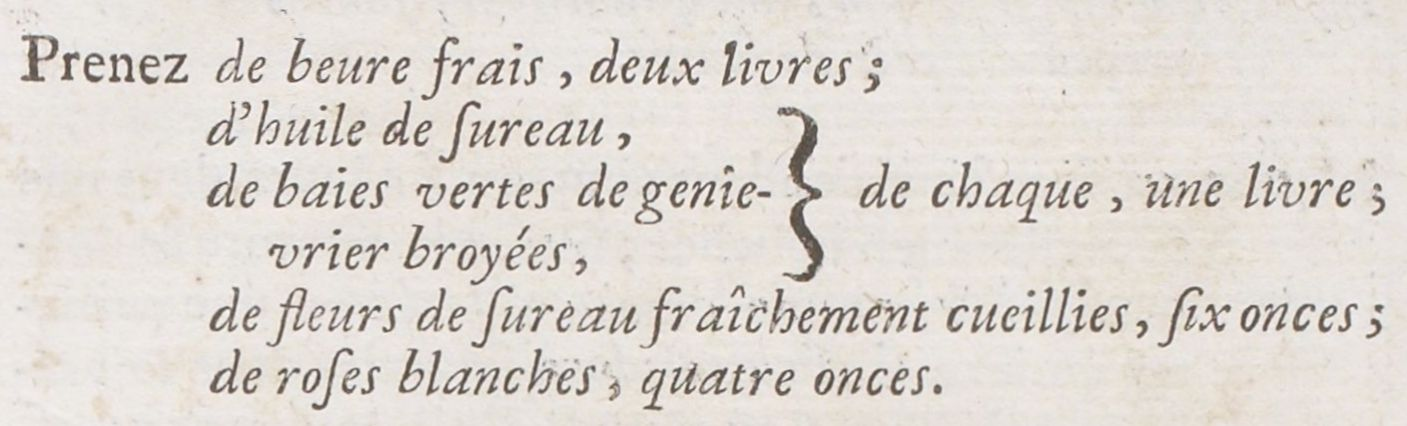 Prenez de beure frais, deux livres;
d'huile de ſureau,
de baies vertes de genie- } de chaque, une livre;
vrier broyées,
de fleurs de ſureau fraîchement cueillies, ſix onces;
de roſes blanches, quatre onces.